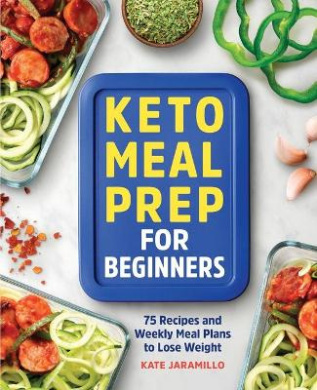 KETO
MEAL
PREP
FOR
BEGINNERS
75 Recipes and
Weekly Meal Plans
to Lose Weight
KATE JARAMILLO